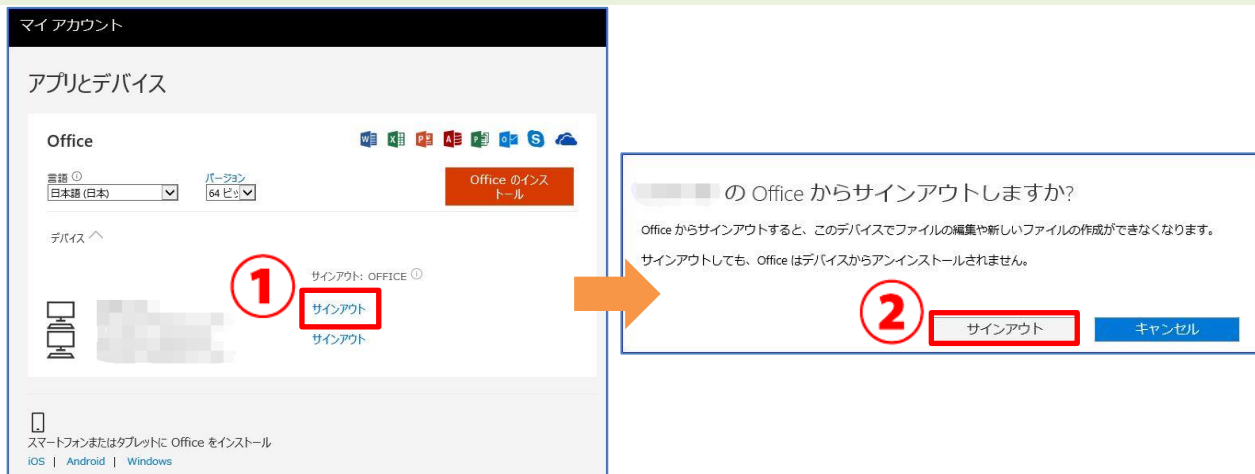 マイ アカウント
アプリとデバイス
Office
言語
バージョン
日本語 (日本)
64 ビッ
Office のインス
トール
デバイス
サインアウト: OFFICE
①
サインアウト
サインアウト
スマートフォンまたはタブレットに Office をインストール
iOS | Android | Windows
の Office からサインアウトしますか?
Office からサインアウトすると、このデバイスでファイルの編集や新しいファイルの作成ができなくなります。
サインアウトしても、Office はデバイスからアンインストールされません。
②
サインアウト
キャンセル